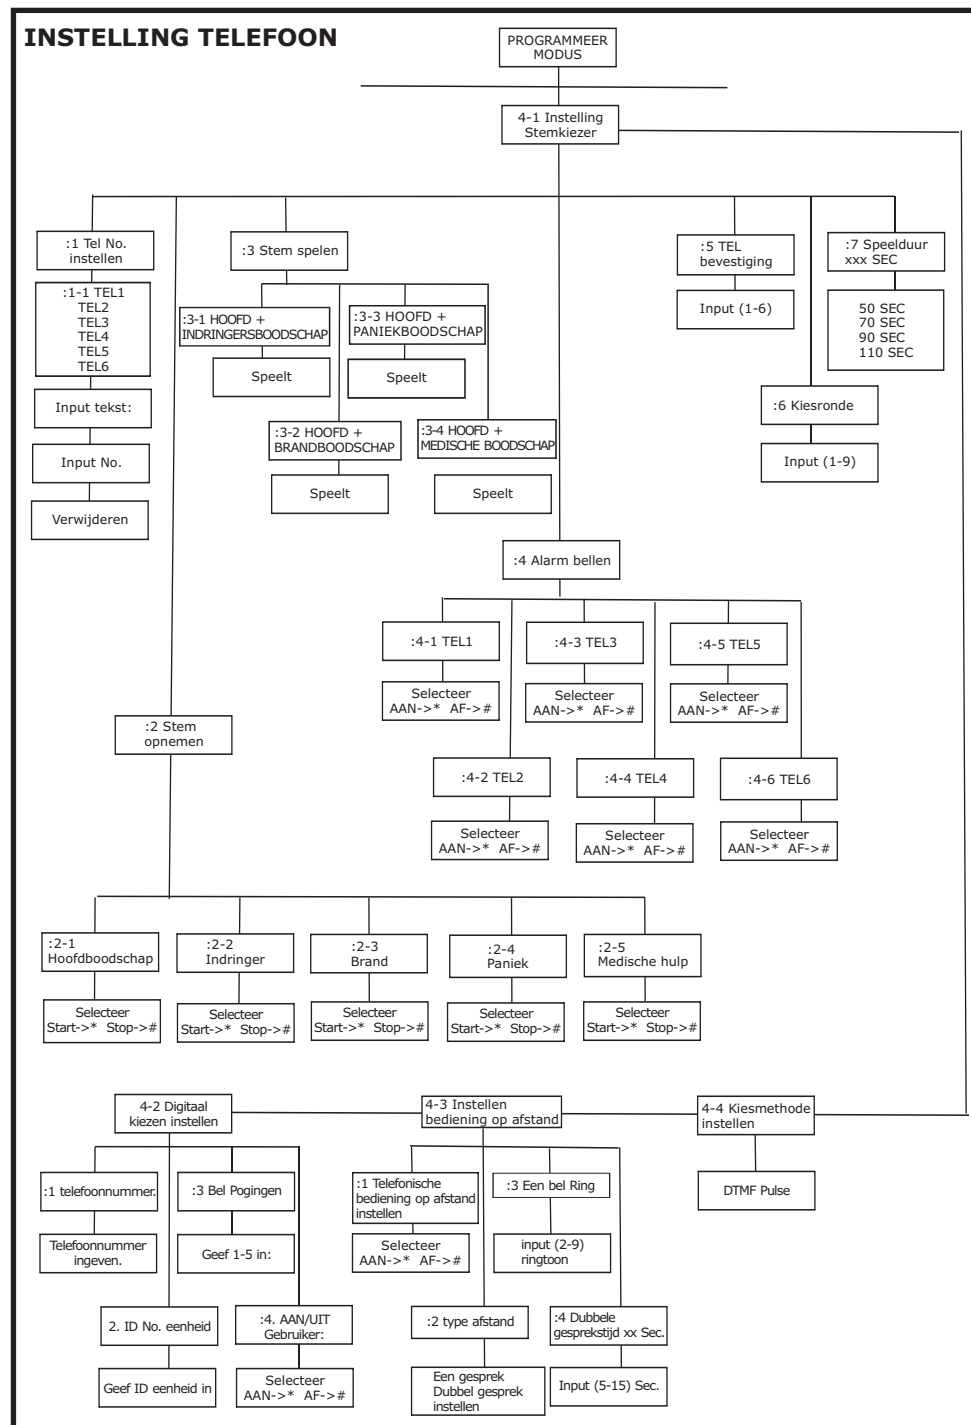 INSTELLING TELEFOON
PROGRAMMEER
MODUS
4-1 Instelling
Stemkiezer
:1 Tel No.
instellen
:1-1 TEL1
TEL2
TEL3
TEL4
TEL5
TEL6
Input tekst:
Input No.
Verwijderen
:3 Stem spelen
:3-1 HOOFD +
INDRINGERSBOODSCHAP
Speelt
:3-3 HOOFD +
PANIEKBOODSCHAP
Speelt
:3-2 HOOFD +
BRANDBOODSCHAP
Speelt
:3-4 HOOFD +
MEDISCHE BOODSCHAP
Speelt
:5 TEL
bevestiging
Input (1-6)
:7 Speelduur
xxx SEC
50 SEC
70 SEC
90 SEC
110 SEC
:6 Kiesronde
Input (1-9)
:4 Alarm bellen
:4-1 TEL1
Selecteer
AAN->* AF->#
:4-3 TEL3
Selecteer
AAN->* AF->#
:4-5 TEL5
Selecteer
AAN->* AF->#
:4-2 TEL2
Selecteer
AAN->* AF->#
:4-4 TEL4
Selecteer
AAN->* AF->#
:4-6 TEL6
Selecteer
AAN->* AF->#
:2 Stem
opnemen
:2-1
Hoofdboodschap
Selecteer
Start->* Stop->#
:2-2
Indringer
Selecteer
Start->* Stop->#
:2-3
Brand
Selecteer
Start->* Stop->#
:2-4
Paniek
Selecteer
Start->* Stop->#
:2-5
Medische hulp
Selecteer
Start->* Stop->#
4-2 Digitaal
kiezen instellen
:1 telefoonnummer.
Telefoonnummer
ingeven.
:3 Bel Pogingen
Geef 1-5 in:
2. ID No. eenheid
Geef ID eenheid in
:4. AAN/UIT
Gebruiker:
Selecteer
AAN->* AF->#
4-3 Instellen
bediening op afstand
:1 Telefonische
bediening op afstand
instellen
Selecteer
AAN->* AF->#
:3 Een bel Ring
input (2-9)
ringtoon
:2 type afstand
Een gesprek
Dubbel gesprek
instellen
:4 Dubbele
gesprekstijd xx Sec.
Input (5-15) Sec.
4-4 Kiesmethode
instellen
DTMF Pulse